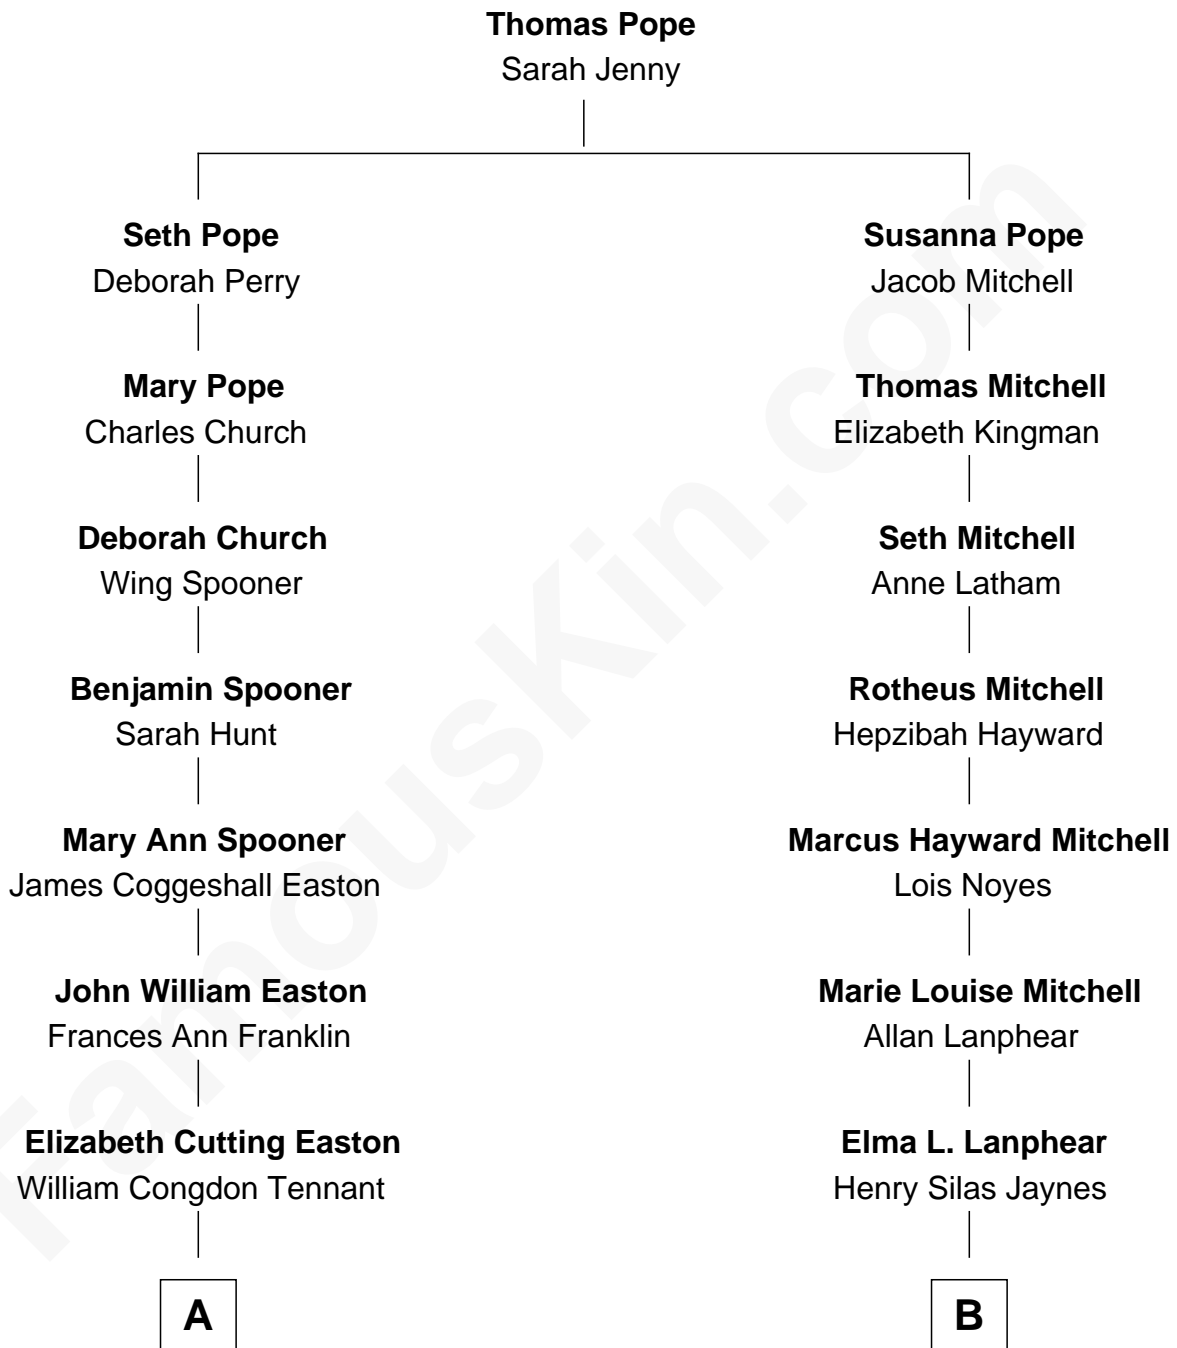 Thomas Pope
Sarah Jenny
Seth Pope
Deborah Perry
Susanna Pope
Jacob Mitchell
Mary Pope
Charles Church
Thomas Mitchell
Elizabeth Kingman
Deborah Church
Wing Spooner
Seth Mitchell
Anne Latham
Benjamin Spooner
Sarah Hunt
Rotheus Mitchell
Hepzibah Hayward
Mary Ann Spooner
James Coggeshall Easton
Marcus Hayward Mitchell
Lois Noyes
John William Easton
Frances Ann Franklin
Marie Louise Mitchell
Allan Lanphear
Elizabeth Cutting Easton
William Congdon Tennant
Elma L. Lanphear
Henry Silas Jaynes
A
B
FamousKin.com